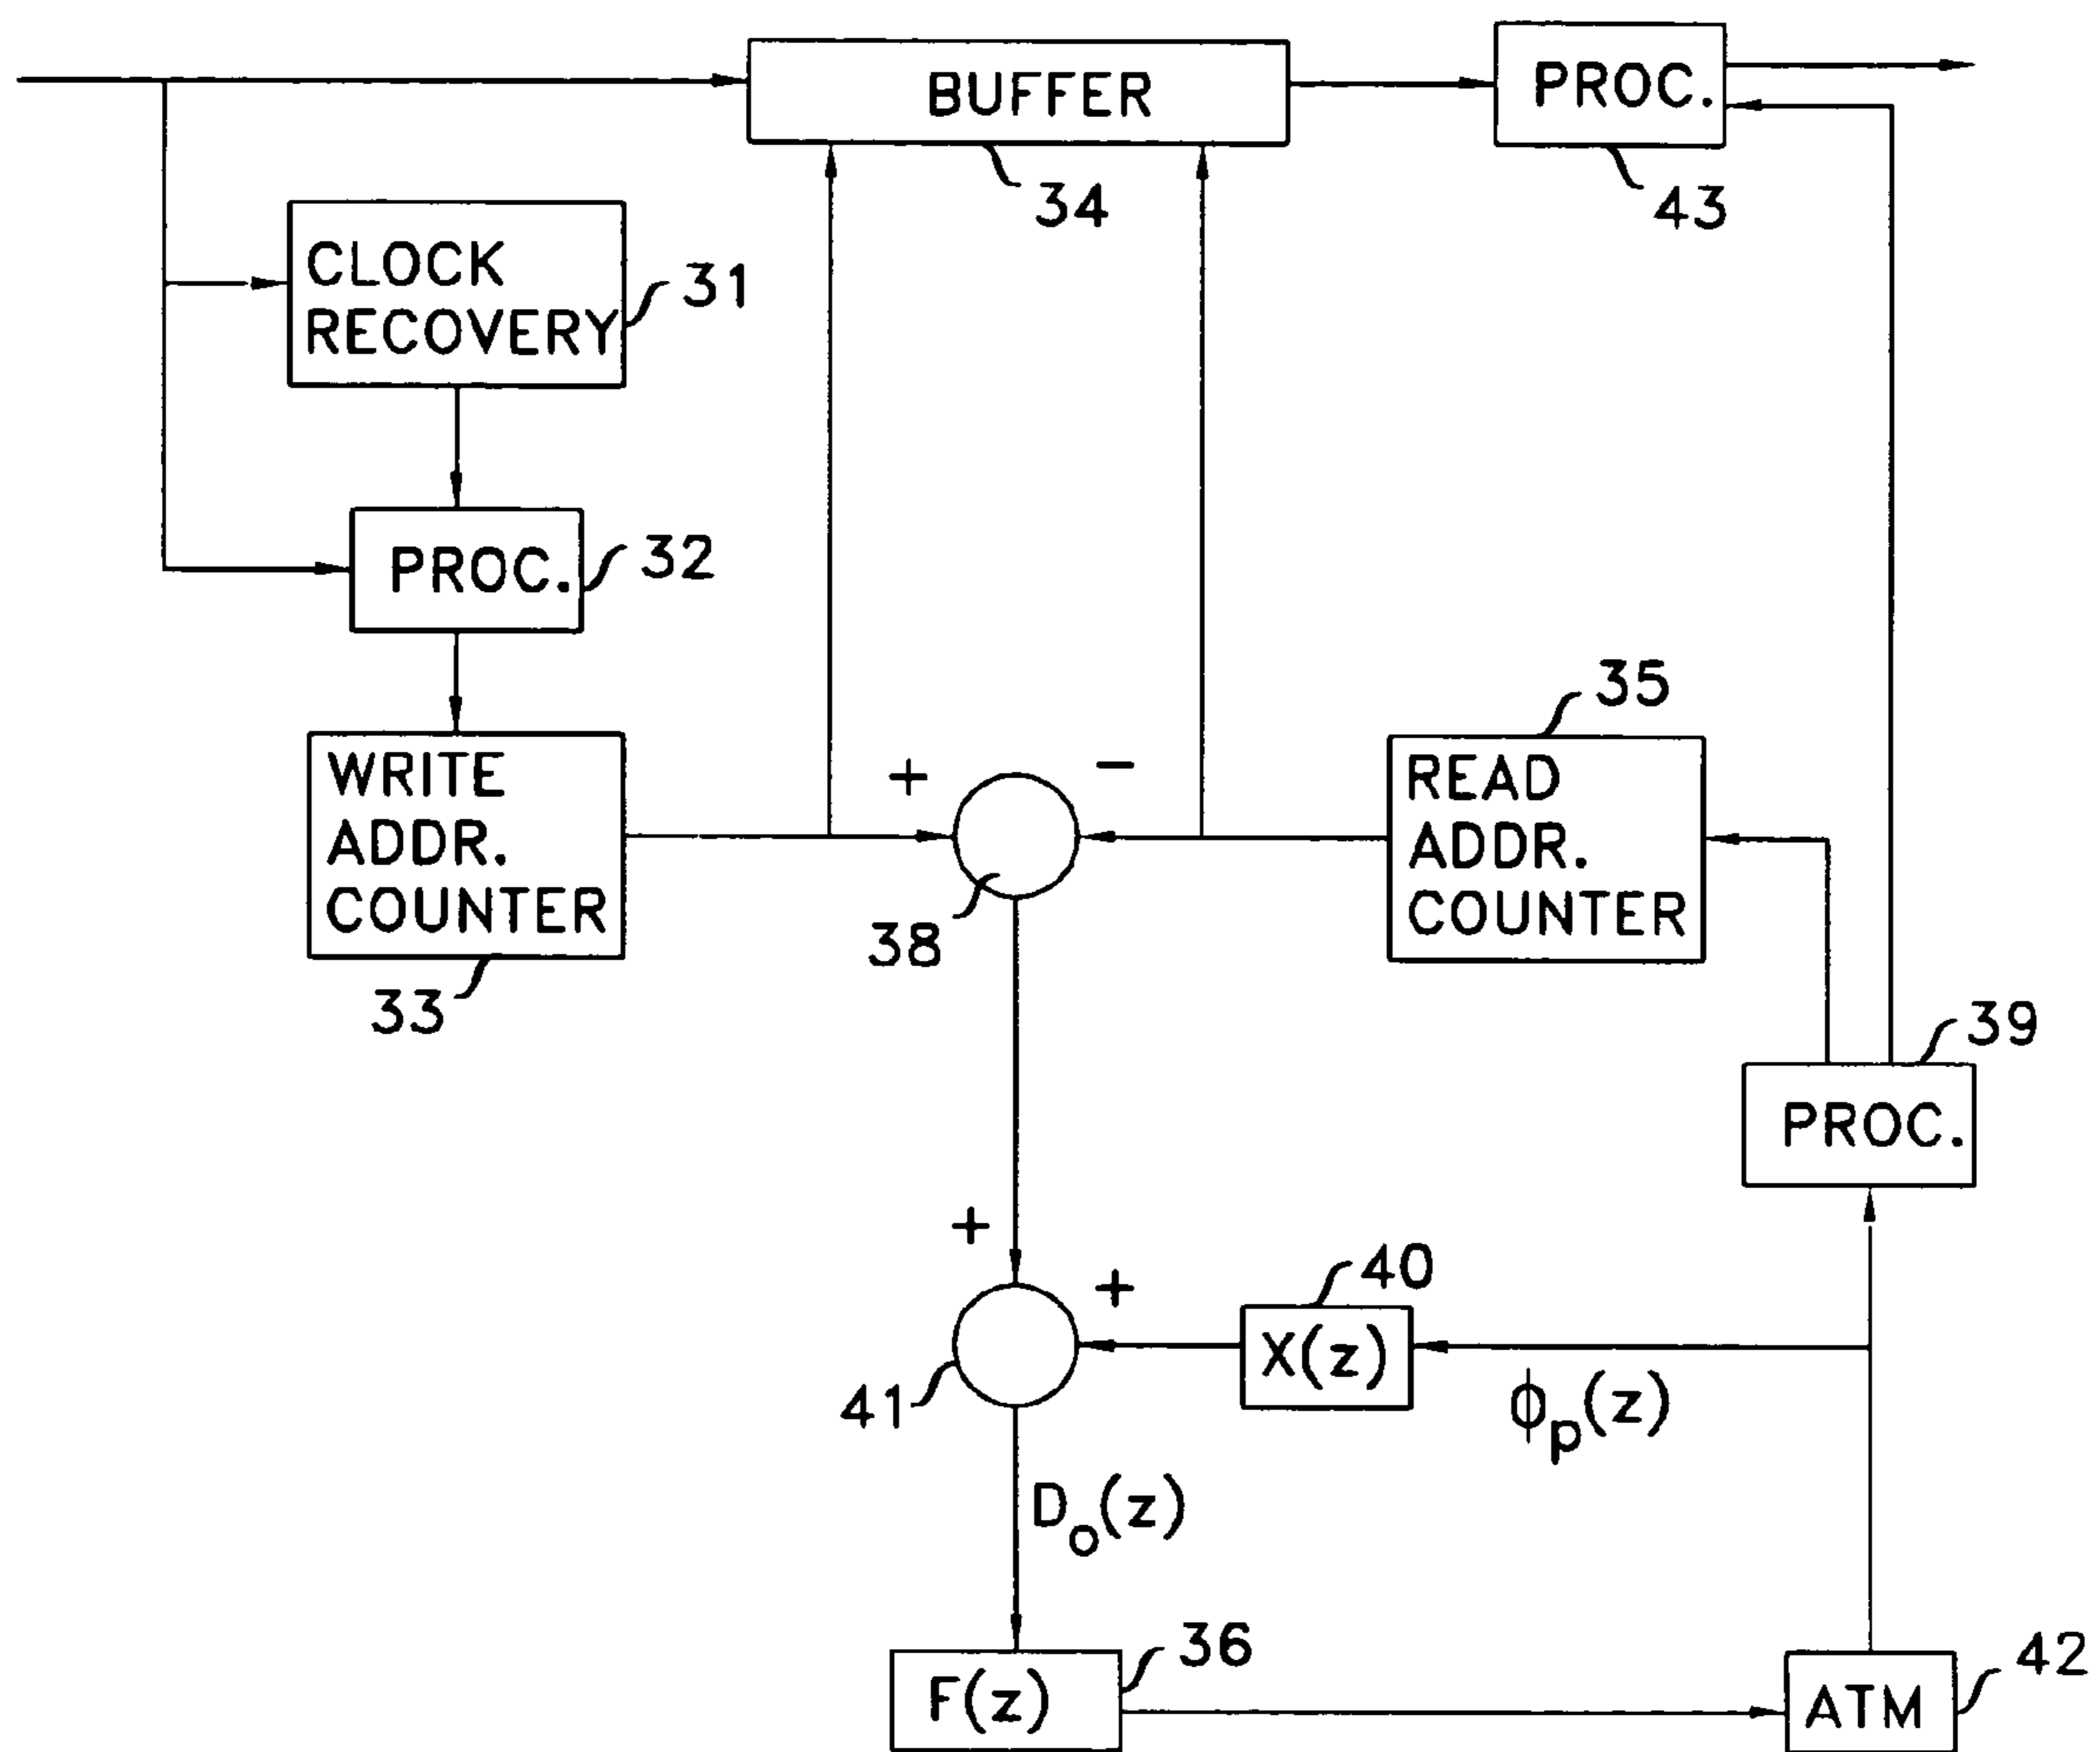 BUFFER
34
PROC.
43
CLOCK
RECOVERY
31
PROC.
32
WRITE
ADDR.
COUNTER
33
+
−
38
35
READ
ADDR.
COUNTER
39
PROC.
+
+
41
40
X(z)
ϕp(z)
Do(z)
F(z)
36
ATM
42